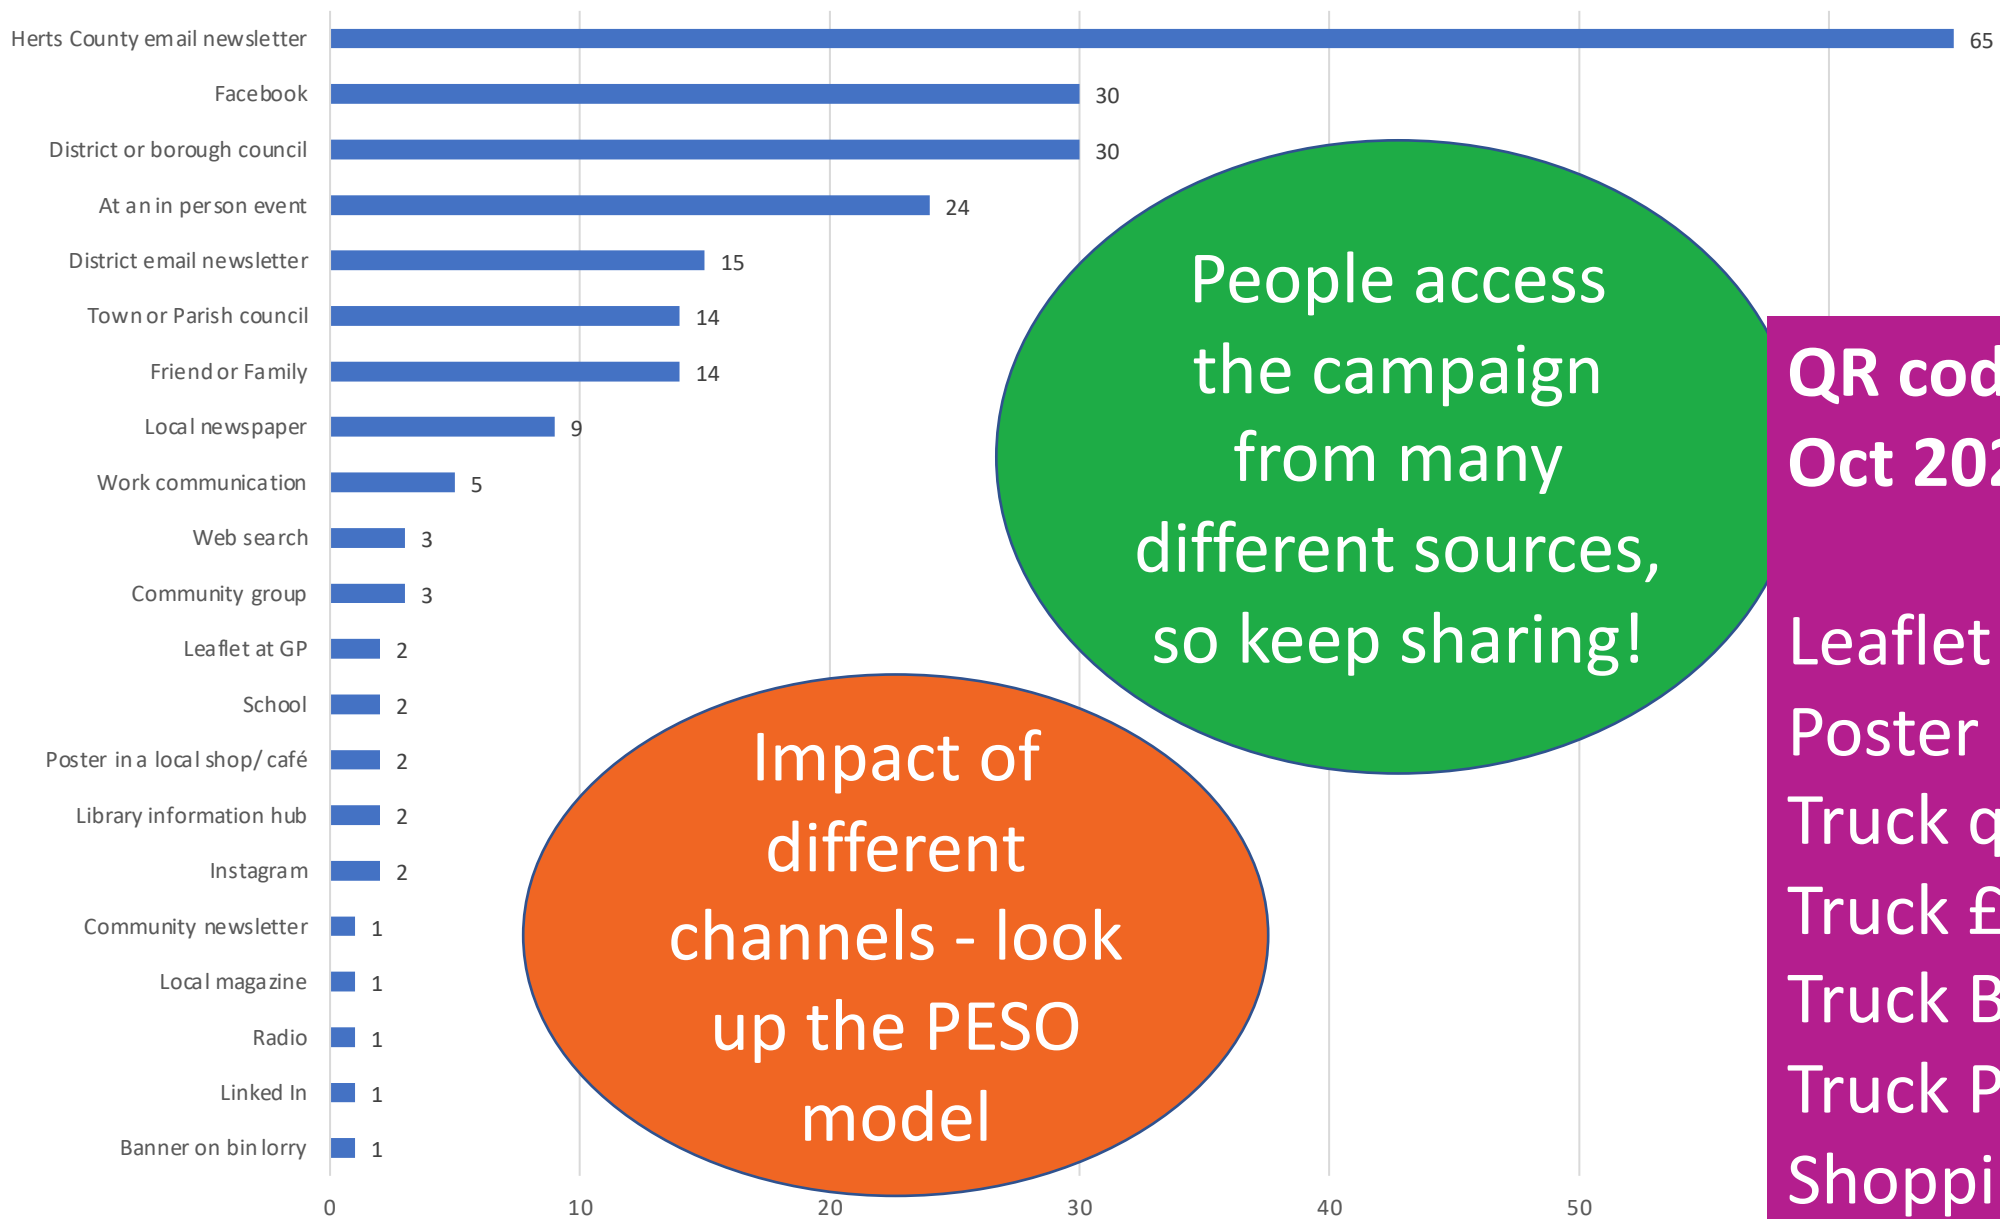 Herts County email newsletter 65
Facebook 30
District or borough council 30
At an in person event 24
District email newsletter 15
Town or Parish council 14
Friend or Family 14
Local newspaper 9
Work communication 5
Web search 3
Community group 3
Leaflet at GP 2
School 2
Poster in a local shop/ café 2
Library information hub 2
Instagram 2
Community newsletter 1
Local magazine 1
Radio 1
Linked In 1
Banner on bin lorry 1
0 10 20 30 40 50
People access
the campaign
from many
different sources,
so keep sharing!
Impact of
different
channels - look
up the PESO
model
QR
Oct
Leaflet
Poster
Truck
Truck £
Truck
Truck